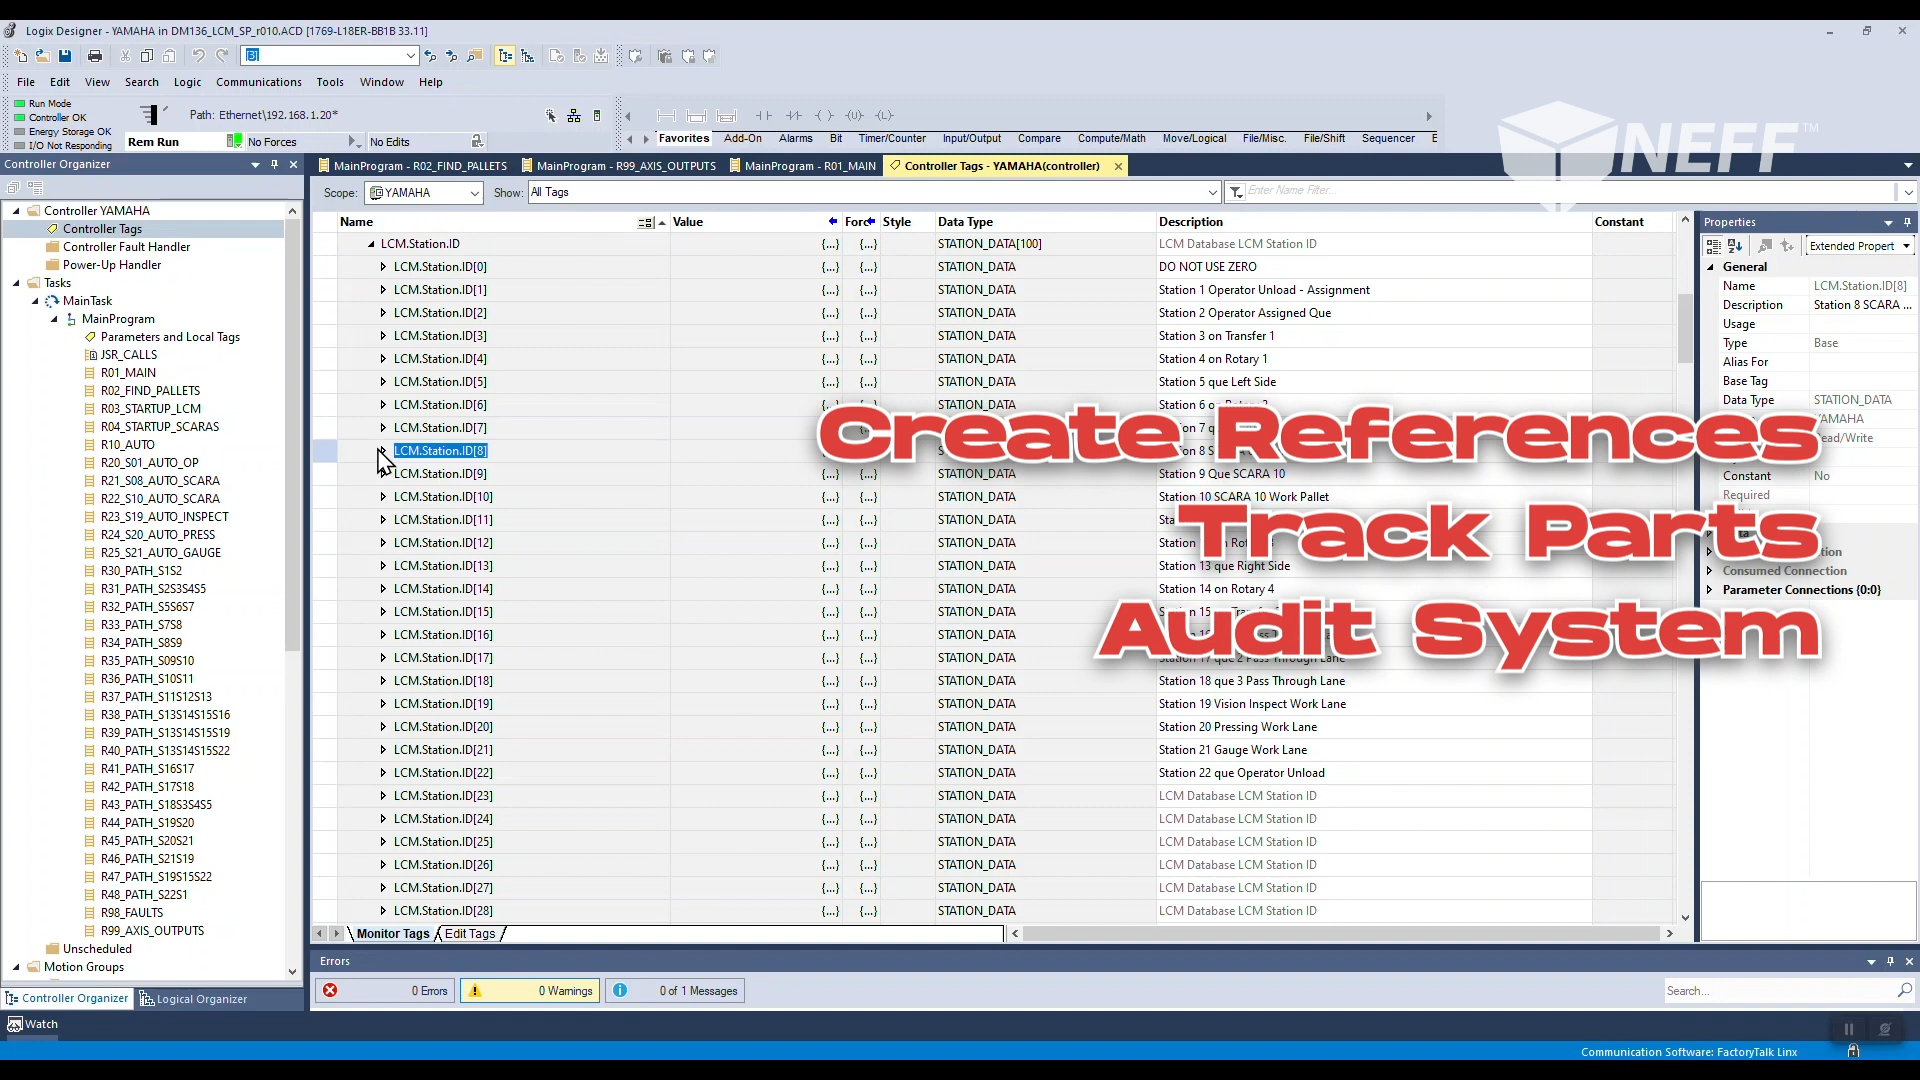 Logix Designer - YAMAHA in DM136_LCM_SP_r010.ACD [1769-L18ER-BB1B 33.11]
[3]
File Edit View Search Logic Communications Tools Window Help
Run Mode
Controller OK
Energy Storage OK
I/O Not Responding
Path: Ethernet\192.168.1.20*
Rem Run No Forces No Edits
Favorites Add-On Alarms Bit Timer/Counter Input/Output Compare Compute/Math Move/Logical File/Misc. File/Shift Sequencer E
NEFF™
Controller Organizer
MainProgram - R02_FIND_PALLETS MainProgram - R99_AXIS_OUTPUTS MainProgram - R01_MAIN Controller Tags - YAMAHA(controller)
Scope: YAMAHA Show: All Tags Enter Name Filter...
Controller YAMAHA
Controller Tags
Controller Fault Handler
Power-Up Handler
Tasks
MainTask
MainProgram
Parameters and Local Tags
JSR_CALLS
R01_MAIN
R02_FIND_PALLETS
R03_STARTUP_LCM
R04_STARTUP_SCARAS
R10_AUTO
R20_S01_AUTO_OP
R21_S08_AUTO_SCARA
R22_S10_AUTO_SCARA
R23_S19_AUTO_INSPECT
R24_S20_AUTO_PRESS
R25_S21_AUTO_GAUGE
R30_PATH_S1S2
R31_PATH_S2S3S4S5
R32_PATH_S5S6S7
R33_PATH_S7S8
R34_PATH_S8S9
R35_PATH_S09S10
R36_PATH_S10S11
R37_PATH_S11S12S13
R38_PATH_S13S14S15S16
R39_PATH_S13S14S15S19
R40_PATH_S13S14S15S22
R41_PATH_S16S17
R42_PATH_S17S18
R43_PATH_S18S3S4S5
R44_PATH_S19S20
R45_PATH_S20S21
R46_PATH_S21S19
R47_PATH_S19S15S22
R48_PATH_S22S1
R98_FAULTS
R99_AXIS_OUTPUTS
Unscheduled
Motion Groups
Controller Organizer Logical Organizer
Name Value Forc Style Data Type Description Constant
LCM.Station.ID {...} {...} STATION_DATA[100] LCM Database LCM Station ID
LCM.Station.ID[0] {...} {...} STATION_DATA DO NOT USE ZERO
LCM.Station.ID[1] {...} {...} STATION_DATA Station 1 Operator Unload - Assignment
LCM.Station.ID[2] {...} {...} STATION_DATA Station 2 Operator Assigned Que
LCM.Station.ID[3] {...} {...} STATION_DATA Station 3 on Transfer 1
LCM.Station.ID[4] {...} {...} STATION_DATA Station 4 on Rotary 1
LCM.Station.ID[5] {...} {...} STATION_DATA Station 5 que Left Side
LCM.Station.ID[6] {...} {...} STATION_DATA Station 6 on
LCM.Station.ID[7]
LCM.Station.ID[8]
LCM.Station.ID[9] {...} {...} STATION_DATA Station 9 Que SCARA 10
LCM.Station.ID[10] {...} {...} STATION_DATA Station 10 SCARA 10 Work Pallet
LCM.Station.ID[11] {...} {...} STATION_DATA
LCM.Station.ID[12] {...} {...} STATION_DATA Station
LCM.Station.ID[13] {...} {...} STATION_DATA Station 13 que Right Side
LCM.Station.ID[14] {...} {...} STATION_DATA Station 14 on Rotary 4
LCM.Station.ID[15] {...} {...} STATION_DATA
LCM.Station.ID[16] {...} {...} STATION_DATA
LCM.Station.ID[17] {...} {...} STATION_DATA Station 17 que 2 Pass Through Lane
LCM.Station.ID[18] {...} {...} STATION_DATA Station 18 que 3 Pass Through Lane
LCM.Station.ID[19] {...} {...} STATION_DATA Station 19 Vision Inspect Work Lane
LCM.Station.ID[20] {...} {...} STATION_DATA Station 20 Pressing Work Lane
LCM.Station.ID[21] {...} {...} STATION_DATA Station 21 Gauge Work Lane
LCM.Station.ID[22] {...} {...} STATION_DATA Station 22 que Operator Unload
LCM.Station.ID[23] {...} {...} STATION_DATA LCM Database LCM Station ID
LCM.Station.ID[24] {...} {...} STATION_DATA LCM Database LCM Station ID
LCM.Station.ID[25] {...} {...} STATION_DATA LCM Database LCM Station ID
LCM.Station.ID[26] {...} {...} STATION_DATA LCM Database LCM Station ID
LCM.Station.ID[27] {...} {...} STATION_DATA LCM Database LCM Station ID
LCM.Station.ID[28] {...} {...} STATION_DATA LCM Database LCM Station ID
Monitor Tags Edit Tags
Create References
Track Parts
Audit System
Properties
Extended Propert
General
Name LCM.Station.ID[8]
Description Station 8 SCARA ...
Usage
Type Base
Alias For
Base Tag
Data Type STATION_DATA
YAMAHA
Constant No
Required
Consumed Connection
Parameter Connections {0:0}
Errors
0 Errors 0 Warnings 0 of 1 Messages Search...
Watch
Communication Software: FactoryTalk Linx